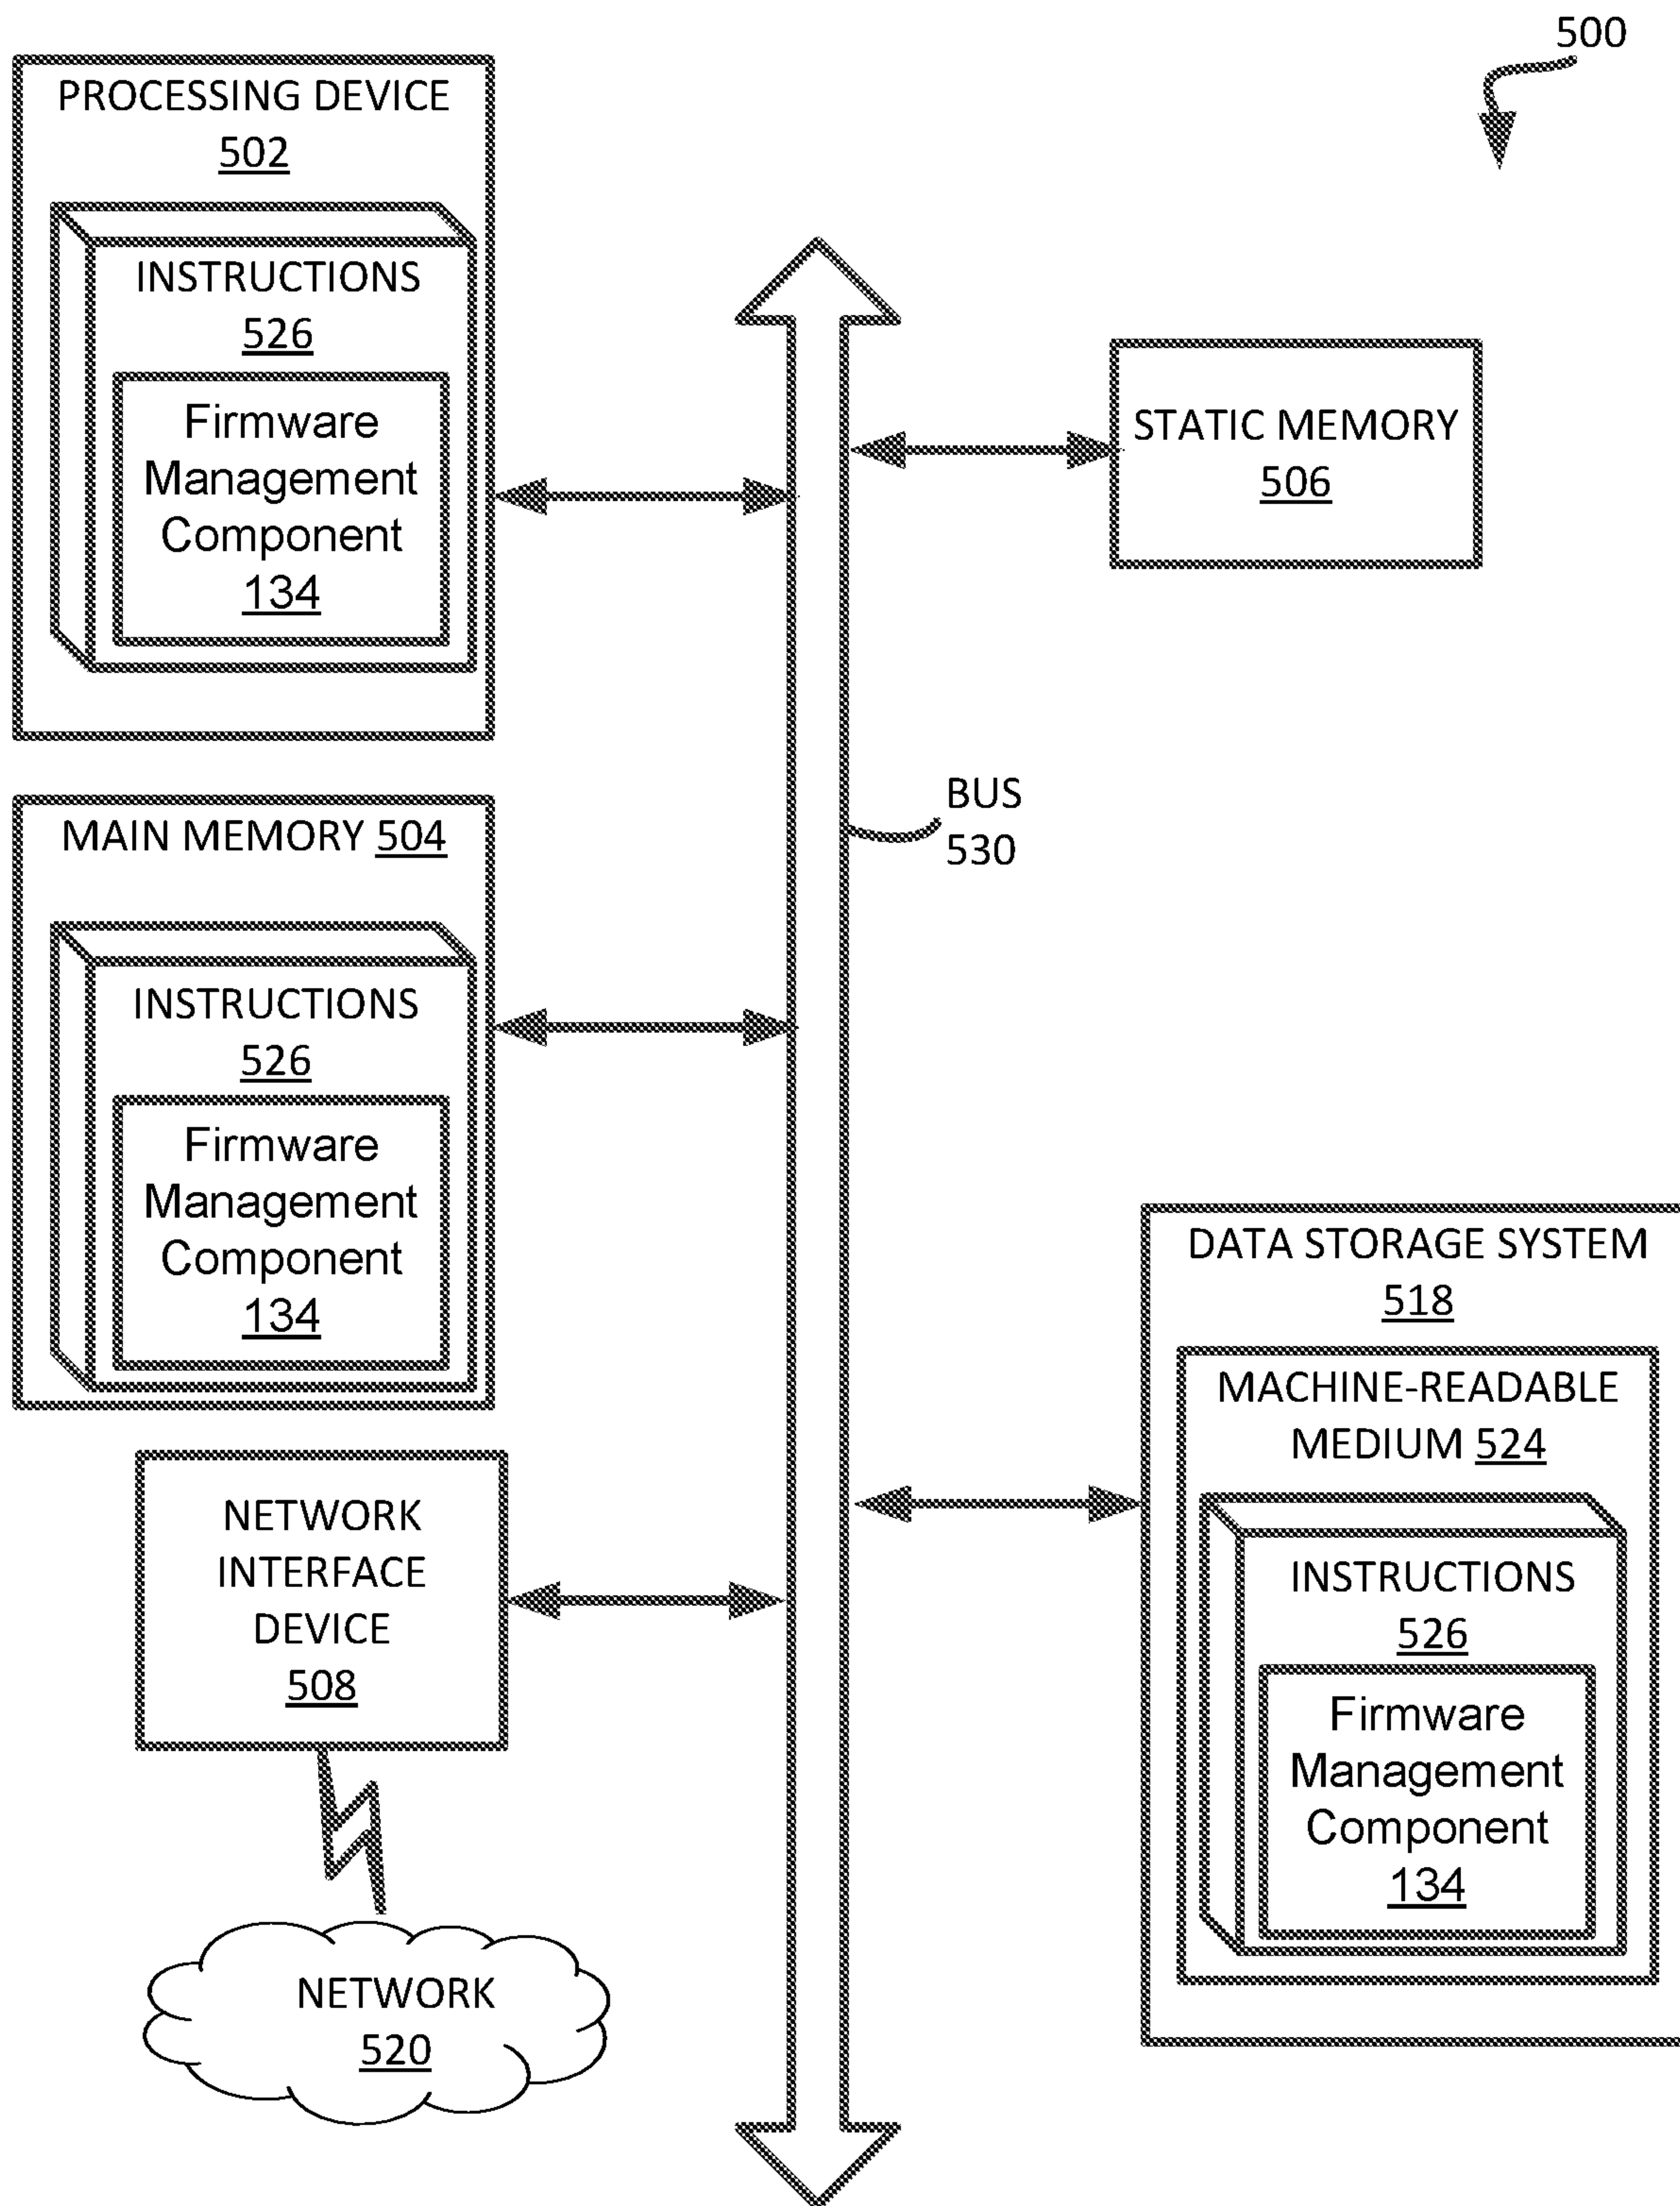 500
PROCESSING DEVICE
502
INSTRUCTIONS
526
Firmware
Management
Component
134
STATIC MEMORY
506
BUS
530
MAIN MEMORY 504
INSTRUCTIONS
526
Firmware
Management
Component
134
DATA STORAGE SYSTEM
518
MACHINE-READABLE
MEDIUM 524
INSTRUCTIONS
526
Firmware
Management
Component
134
NETWORK
INTERFACE
DEVICE
508
NETWORK
520